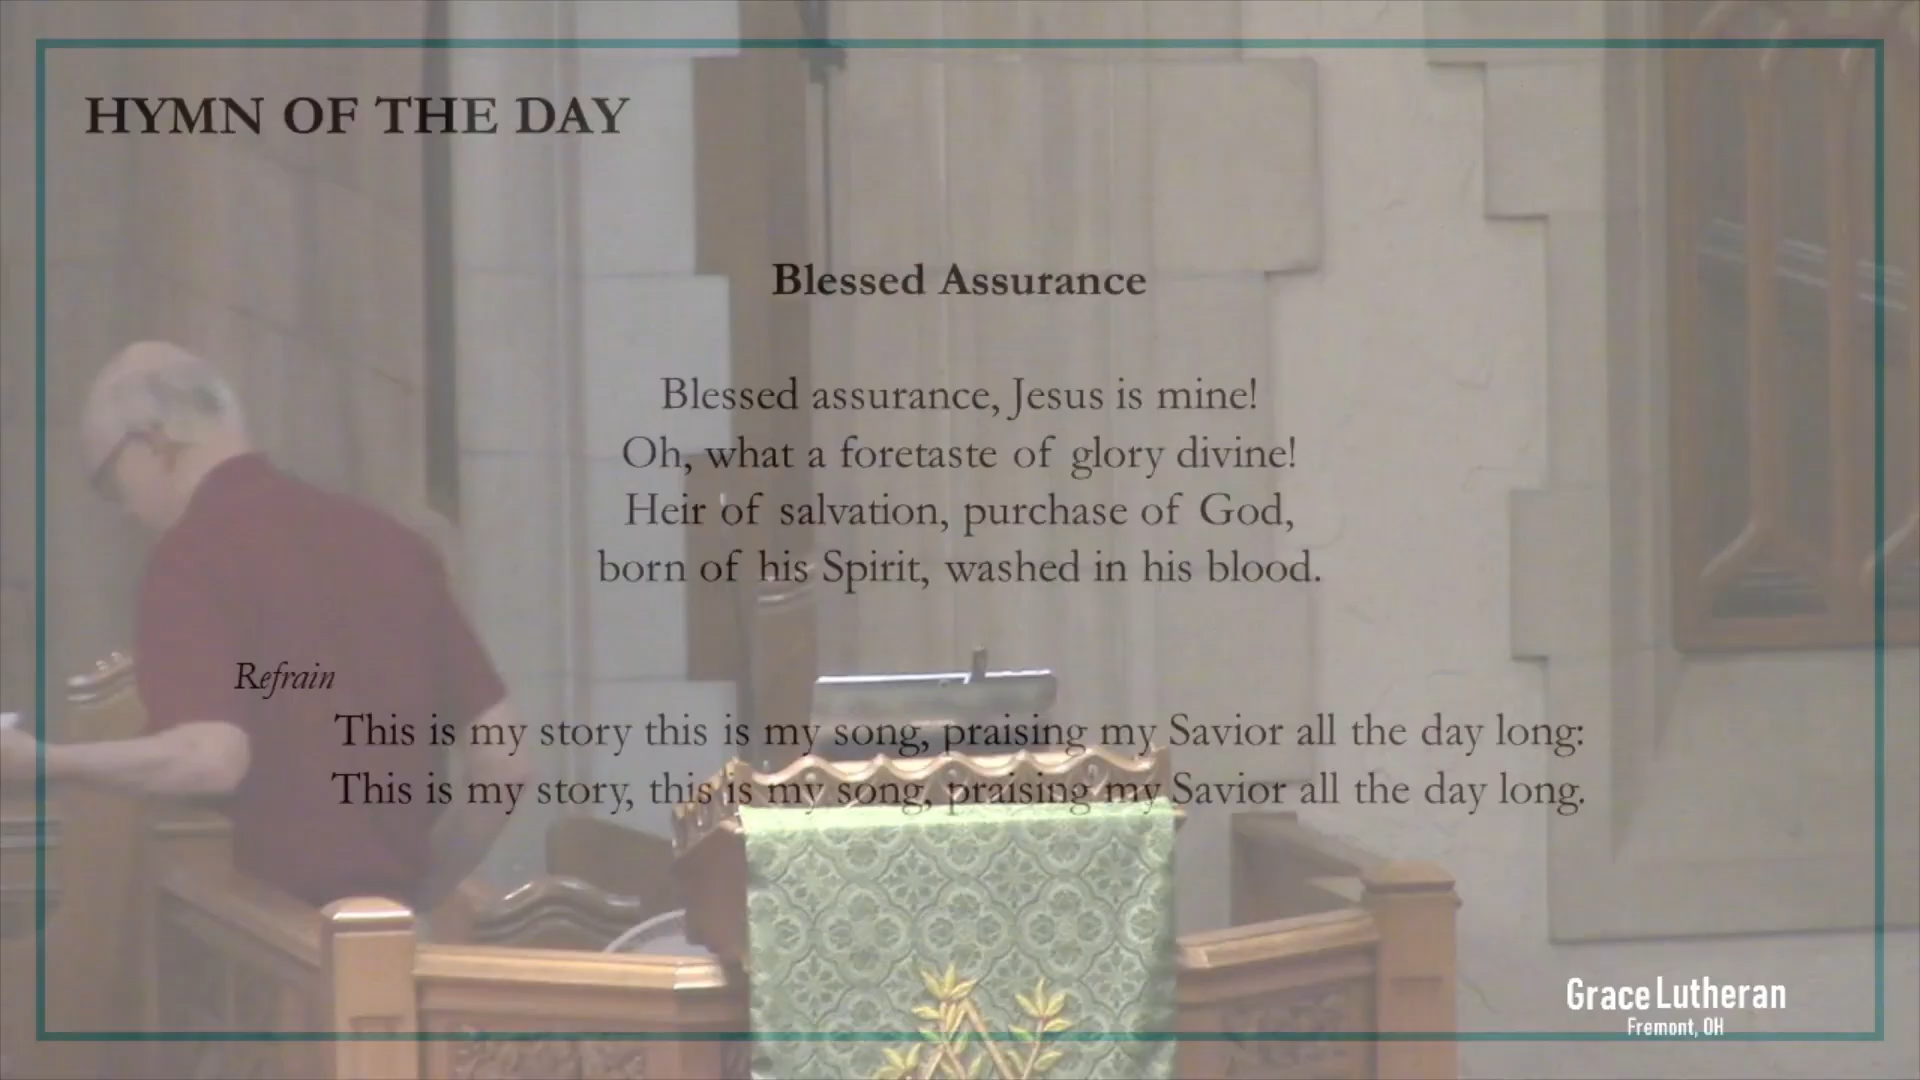 HYMN OF THE DAY
Blessed Assurance
Blessed assurance, Jesus is mine!
Oh, what a foretaste of glory divine!
Heir of salvation, purchase of God,
born of his Spirit, washed in his blood.
Refrain
This is my story this is my song, praising my Savior all the day long:
This is my story, this is my song, praising my Savior all the day long.
Grace Lutheran
Fremont, OH